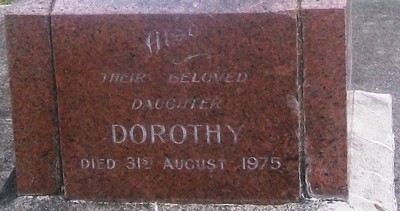 Also
THEIR BELOVED
DAUGHTER
DOROTHY
DIED 31ST AUGUST 1975.